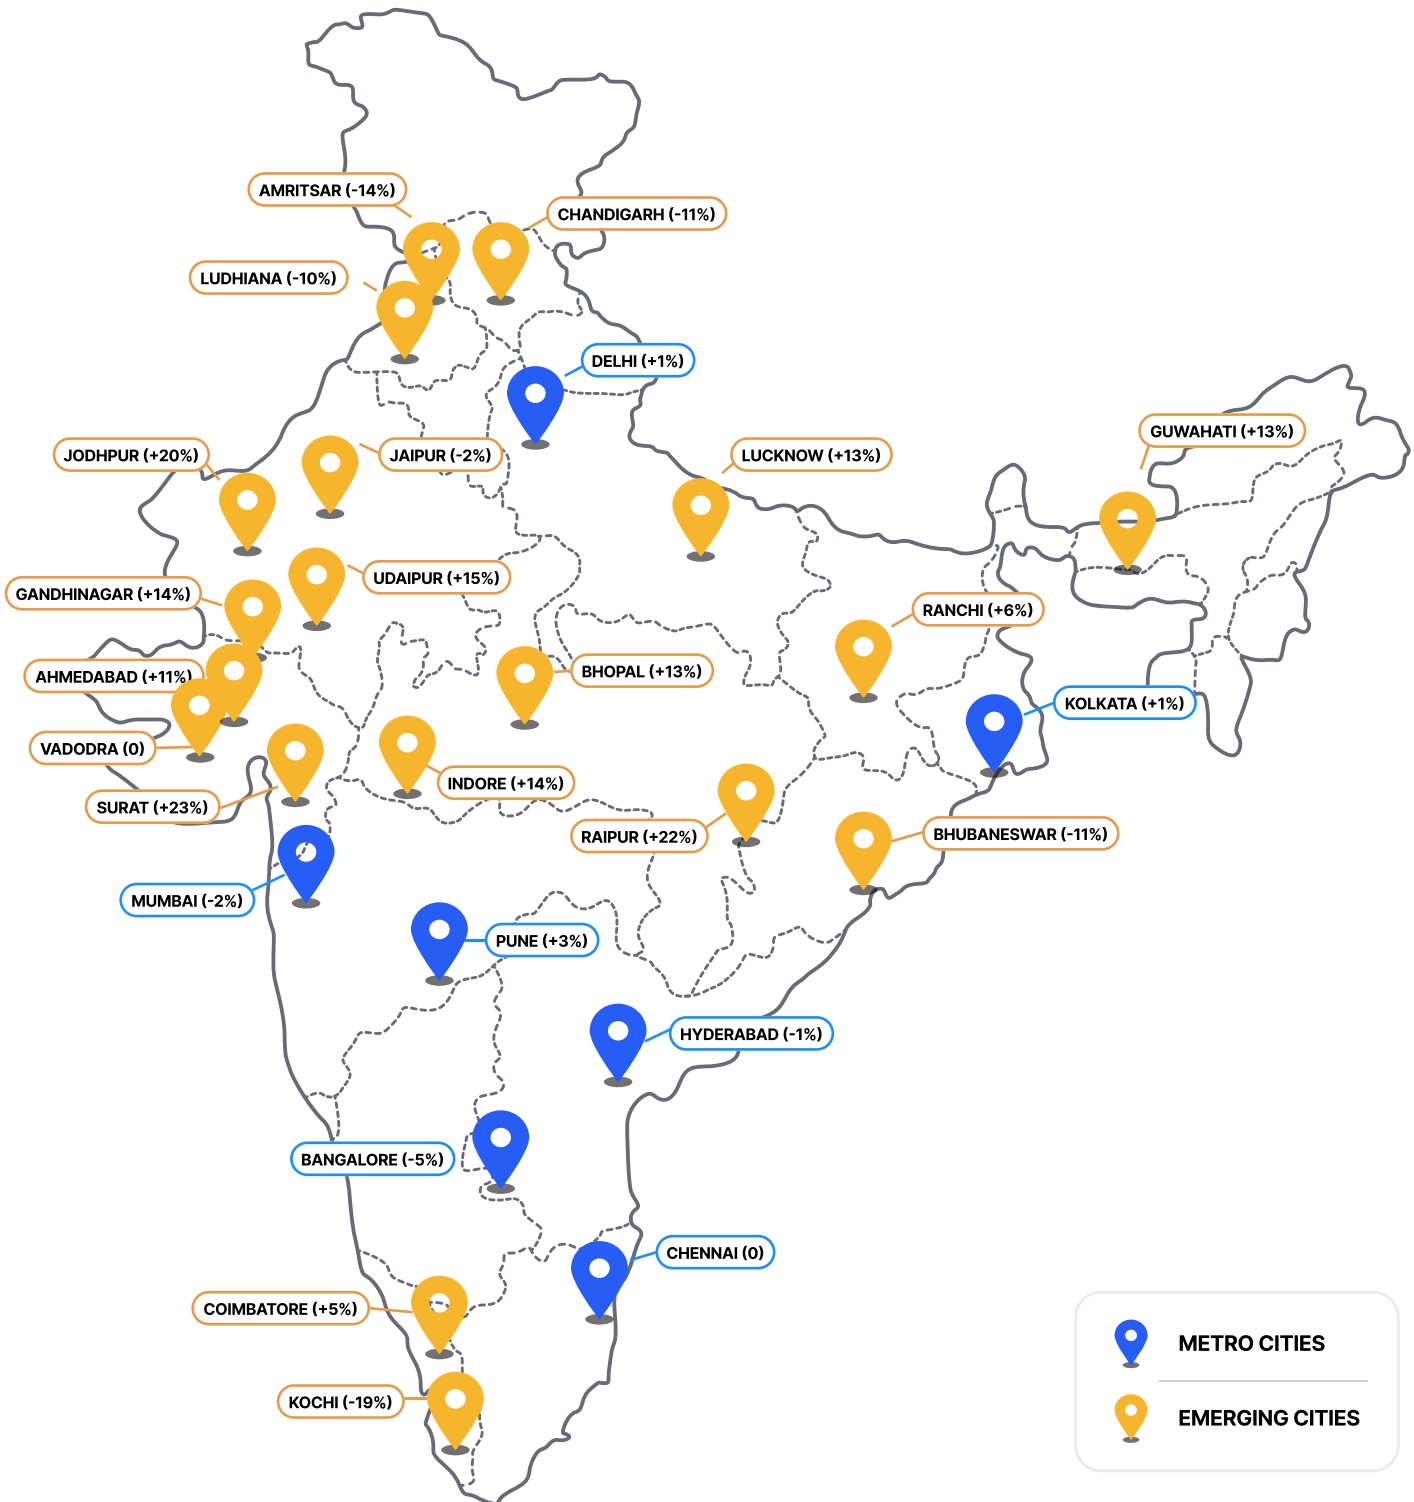 AMRITSAR (-14%)
CHANDIGARH (-11%)
LUDHIANA (-10%)
DELHI (+1%)
GUWAHATI (+13%)
JODHPUR (+20%)
JAIPUR (-2%)
LUCKNOW (+13%)
UDAIPUR (+15%)
GANDHINAGAR (+14%)
RANCHI (+6%)
AHMEDABAD (+11%)
BHOPAL (+13%)
KOLKATA (+1%)
VADODRA (0)
INDORE (+14%)
SURAT (+23%)
RAIPUR (+22%)
BHUBANESWAR (-11%)
MUMBAI (-2%)
PUNE (+3%)
HYDERABAD (-1%)
BANGALORE (-5%)
CHENNAI (0)
COIMBATORE (+5%)
KOCHI (-19%)
METRO CITIES
EMERGING CITIES